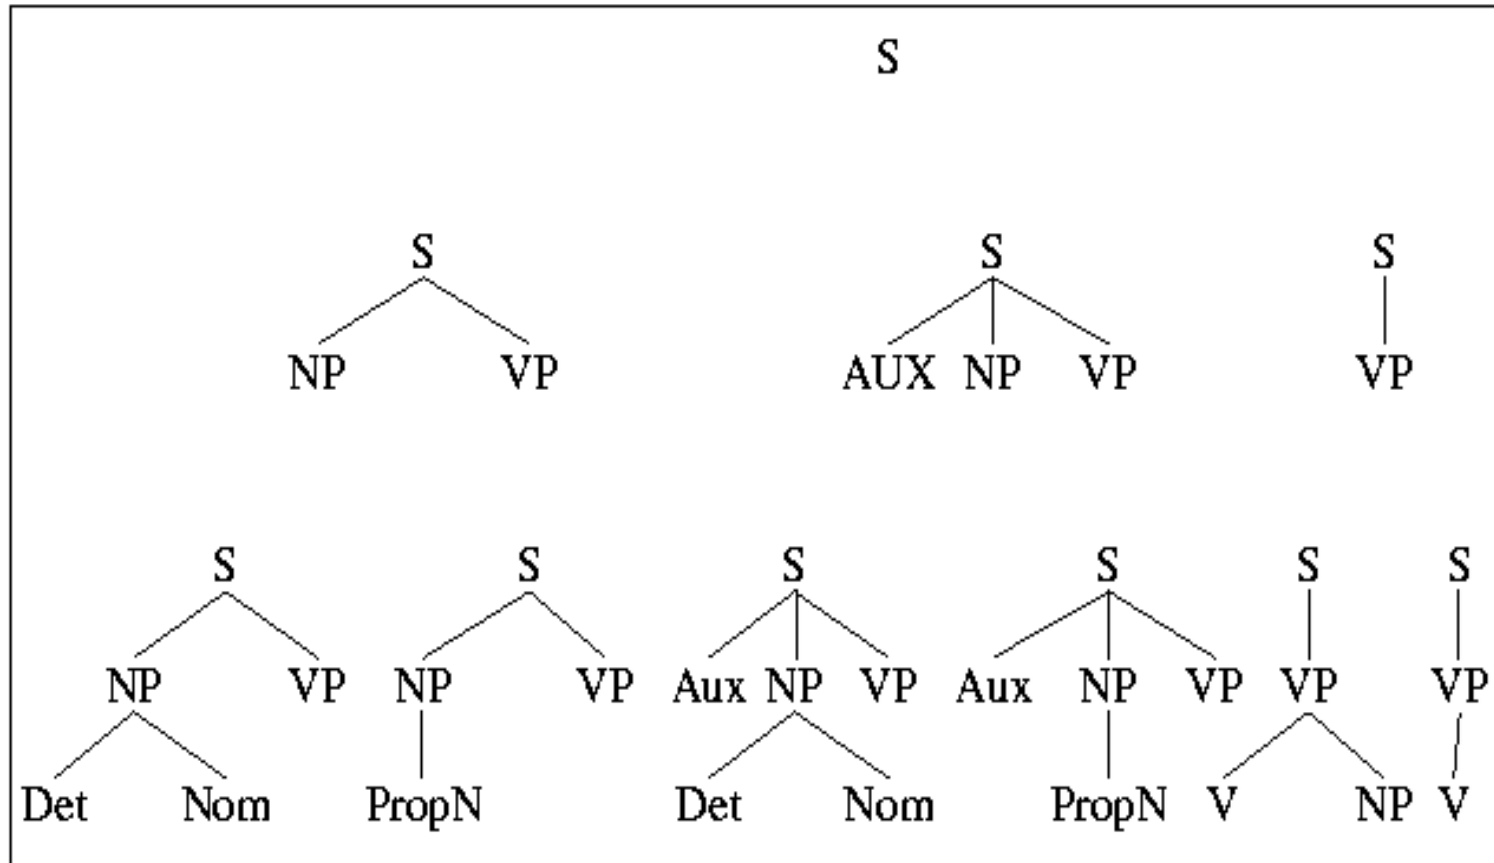 S
S S S
NP VP AUX NP VP VP
S S S S S S
NP VP NP VP Aux NP VP Aux NP VP VP VP
Det Nom PropN Det Nom PropN V NP V